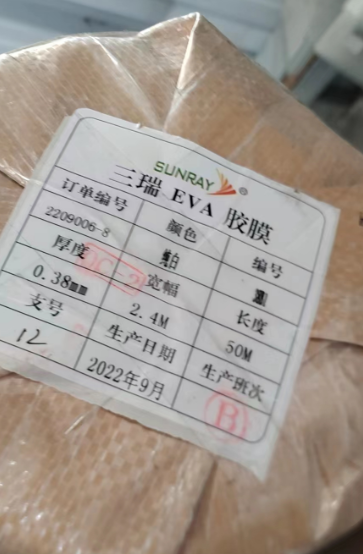 SUNRAY®
三瑞 EVA 胶膜
订单编号 颜色 编号
2209006-8
厚度 宽幅 长度
0.38mm 2.4M 50M
支号 生产日期 生产班次
12 2022年9月 B
QC-2